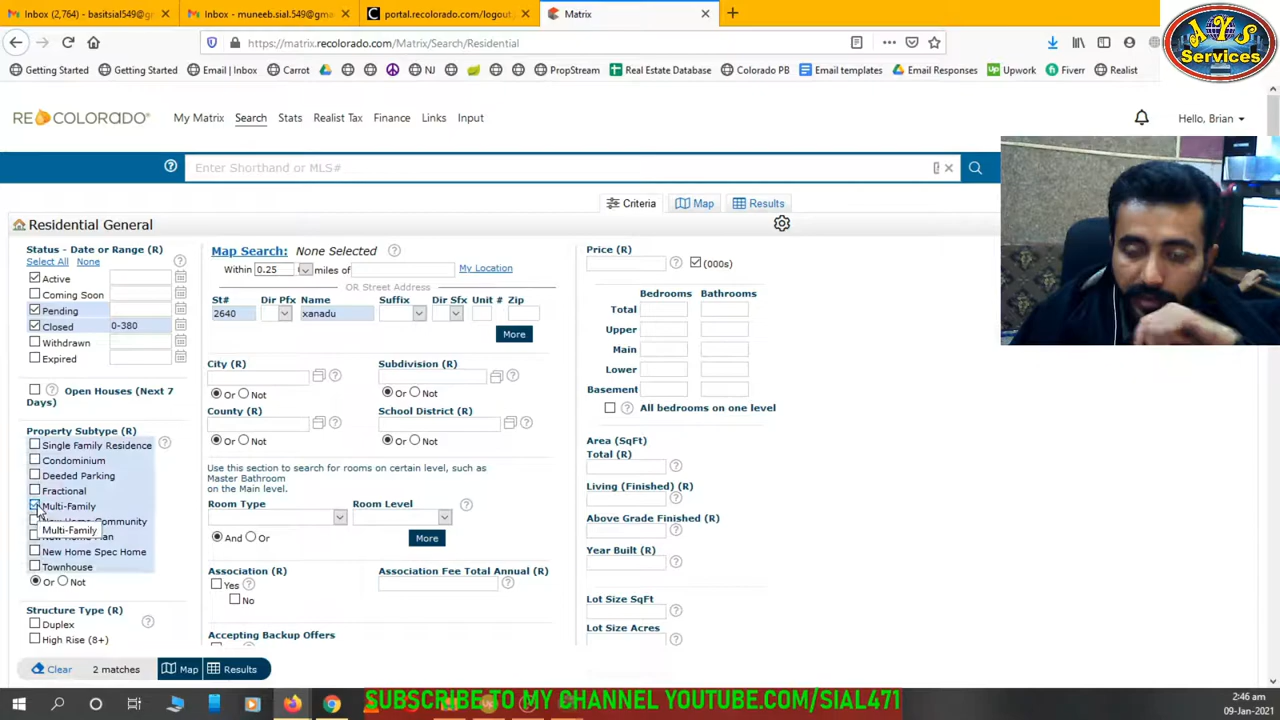 Inbox (2,764) - basitsial549@g
Inbox - muneeb.sial.549@gma
portal.recolorado.com/logout
Matrix
https://matrix.recolorado.com/Matrix/Search/Residential
Getting Started
Getting Started
Email | Inbox
Carrot
NJ
PropStream
Real Estate Database
Colorado PB
Email templates
Email Responses
Upwork
Fiverr
Realist
AYS
Services
RECOLORADO
My Matrix
Search
Stats
Realist Tax
Finance
Links
Input
Hello, Brian
Enter Shorthand or MLS#
Criteria
Map
Results
Residential General
Status - Date or Range (R)
Select All None
Active
Coming Soon
Pending
Closed 0-380
Withdrawn
Expired
Open Houses (Next 7
Days)
Property Subtype (R)
Single Family Residence
Condominium
Deeded Parking
Fractional
Multi-Family
Multi-Family
New Home Spec Home
Townhouse
Or Not
Structure Type (R)
Duplex
High Rise (8+)
Map Search: None Selected
Within 0.25 miles of My Location
OR Street Address
St# Dir Pfx Name Suffix Dir Sfx Unit # Zip
2640 xanadu
More
City (R) Subdivision (R)
Or Not Or Not
County (R) School District (R)
Or Not Or Not
Use this section to search for rooms on certain level, such as
Master Bathroom
on the Main level.
Room Type Room Level
And Or More
Association (R) Association Fee Total Annual (R)
Yes
No
Accepting Backup Offers
Price (R)
(000s)
Bedrooms Bathrooms
Total
Upper
Main
Lower
Basement
All bedrooms on one level
Area (SqFt)
Total (R)
Living (Finished) (R)
Above Grade Finished (R)
Year Built (R)
Lot Size SqFt
Lot Size Acres
Clear 2 matches Map Results
SUBSCRIBE TO MY CHANNEL YOUTUBE.COM/SIAL471
2:46 am
09-Jan-2021